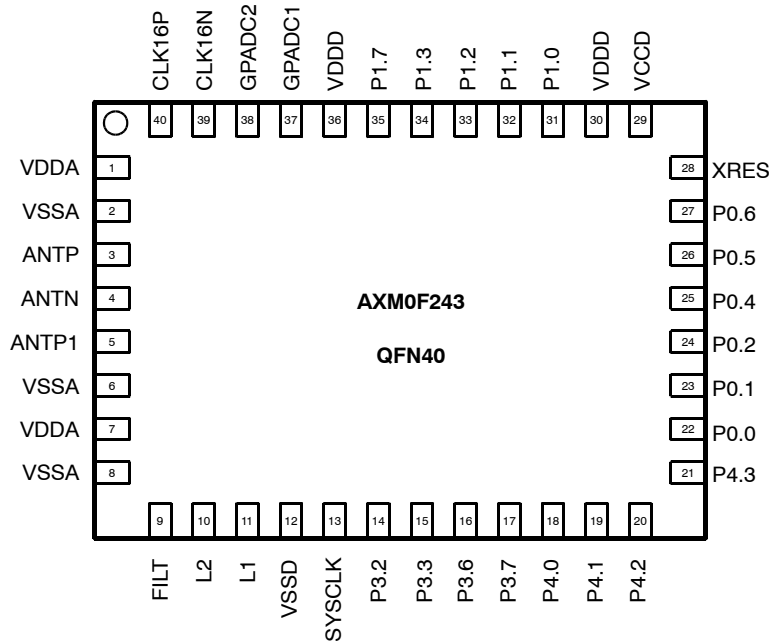 CLK16P
CLK16N
GPADC2
GPADC1
VDDD
P1.7
P1.3
P1.2
P1.1
P1.0
VDDD
VCCD
40
39
38
37
36
35
34
33
32
31
30
29
VDDA 1
28 XRES
VSSA 2
27 P0.6
ANTP 3
26 P0.5
ANTN 4
AXM0F243
25 P0.4
ANTP1 5
QFN40
24 P0.2
VSSA 6
23 P0.1
VDDA 7
22 P0.0
VSSA 8
21 P4.3
9
10
11
12
13
14
15
16
17
18
19
20
FILT
L2
L1
VSSD
SYSCLK
P3.2
P3.3
P3.6
P3.7
P4.0
P4.1
P4.2